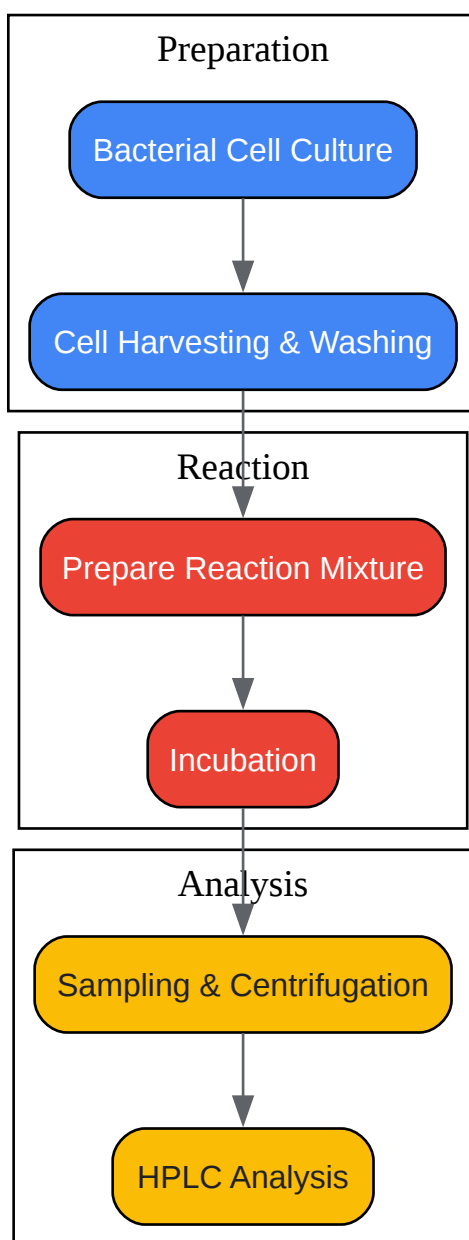 Preparation
Bacterial Cell Culture
Cell Harvesting & Washing
Reaction
Prepare Reaction Mixture
Incubation
Analysis
Sampling & Centrifugation
HPLC Analysis